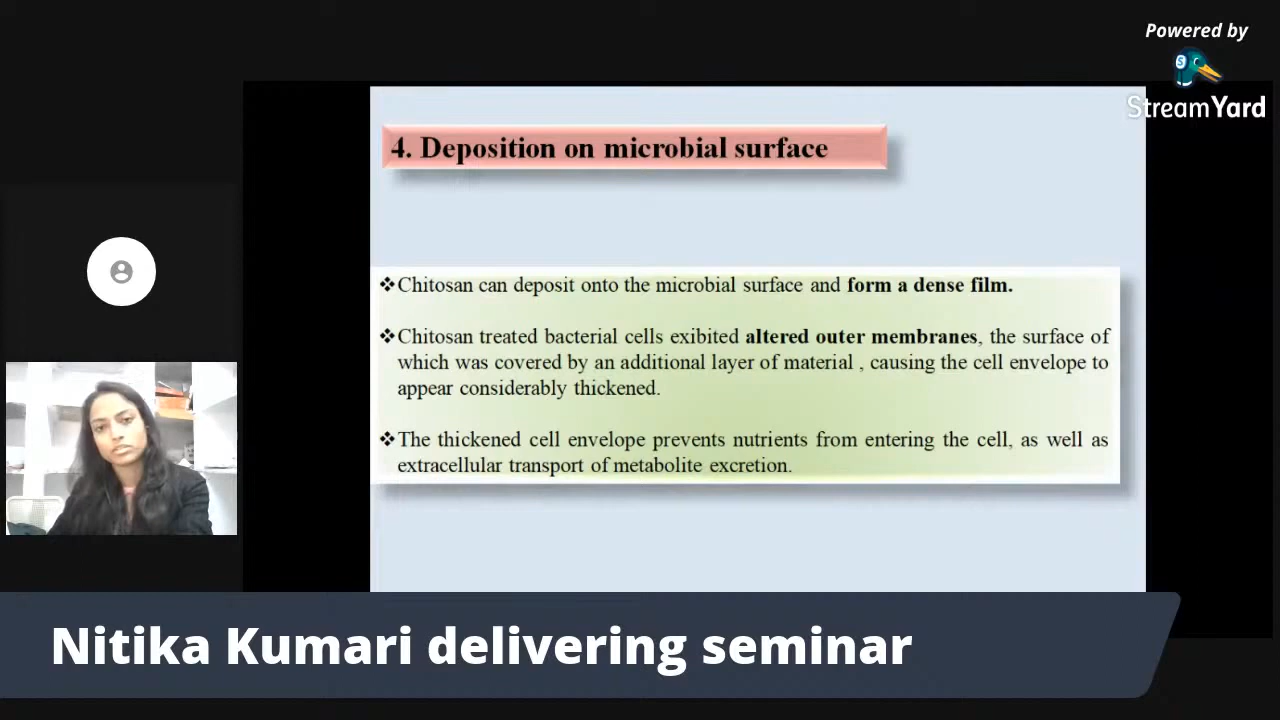 Powered by
StreamYard
4. Deposition on microbial surface
❖Chitosan can deposit onto the microbial surface and form a dense film.
❖Chitosan treated bacterial cells exibited altered outer membranes, the surface of
which was covered by an additional layer of material , causing the cell envelope to
appear considerably thickened.
❖The thickened cell envelope prevents nutrients from entering the cell, as well as
extracellular transport of metabolite excretion.
Nitika Kumari delivering seminar